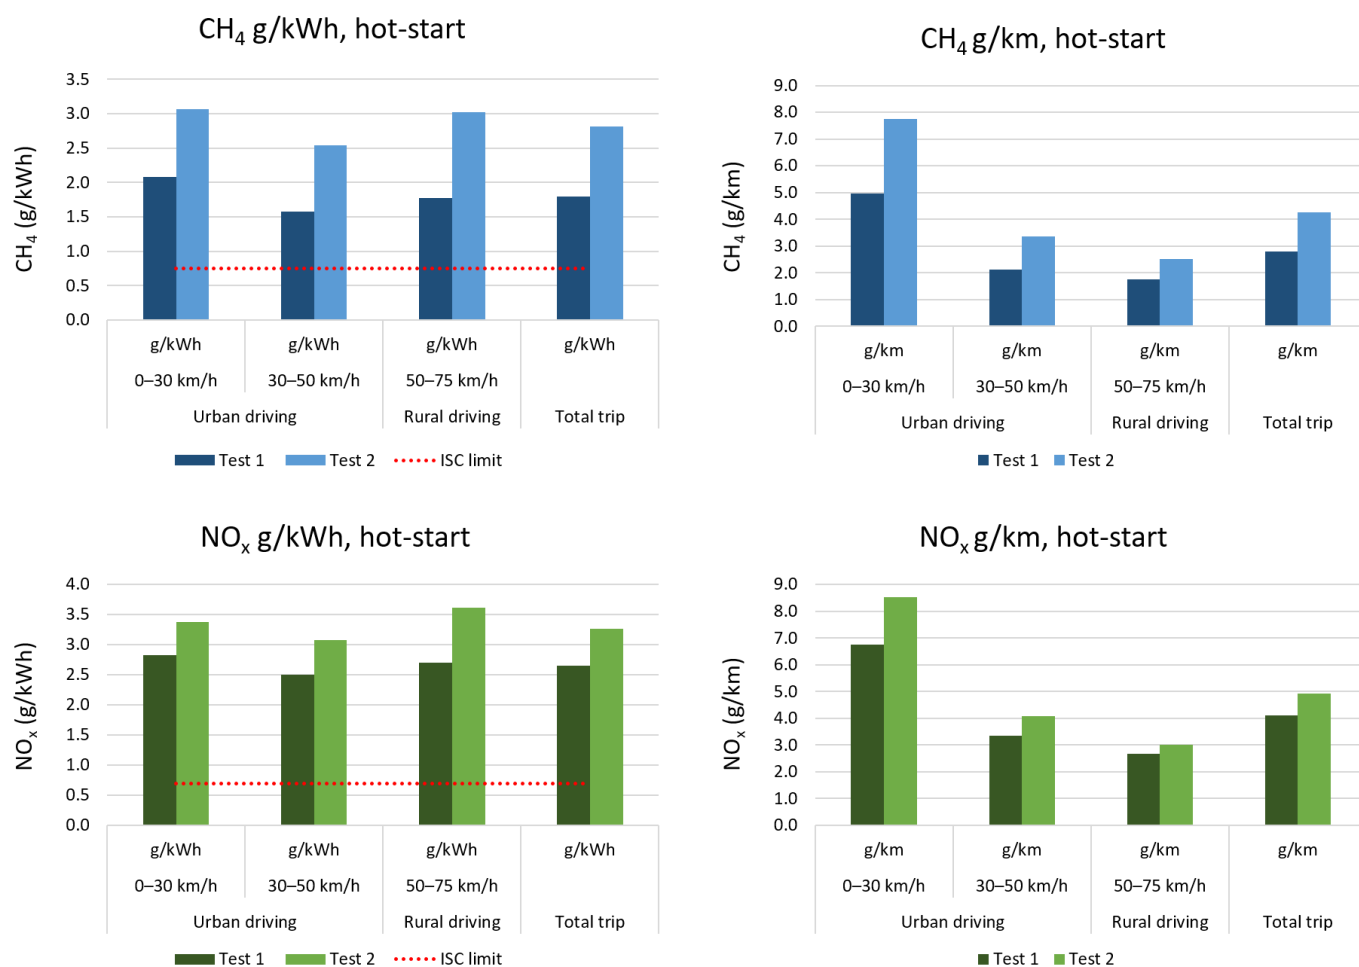 CH₄ g/kWh, hot-start
CH₄ (g/kWh)
3.5
3.0
2.5
2.0
1.5
1.0
0.5
0.0
g/kWh g/kWh g/kWh g/kWh
0–30 km/h 30–50 km/h 50–75 km/h
Urban driving Rural driving Total trip
Test 1 Test 2 ISC limit
CH₄ g/km, hot-start
CH₄ (g/km)
9.0
8.0
7.0
6.0
5.0
4.0
3.0
2.0
1.0
0.0
g/km g/km g/km g/km
0–30 km/h 30–50 km/h 50–75 km/h
Urban driving Rural driving Total trip
Test 1 Test 2
NOₓ g/kWh, hot-start
NOₓ (g/kWh)
4.0
3.5
3.0
2.5
2.0
1.5
1.0
0.5
0.0
g/kWh g/kWh g/kWh g/kWh
0–30 km/h 30–50 km/h 50–75 km/h
Urban driving Rural driving Total trip
Test 1 Test 2 ISC limit
NOₓ g/km, hot-start
NOₓ (g/km)
9.0
8.0
7.0
6.0
5.0
4.0
3.0
2.0
1.0
0.0
g/km g/km g/km g/km
0–30 km/h 30–50 km/h 50–75 km/h
Urban driving Rural driving Total trip
Test 1 Test 2